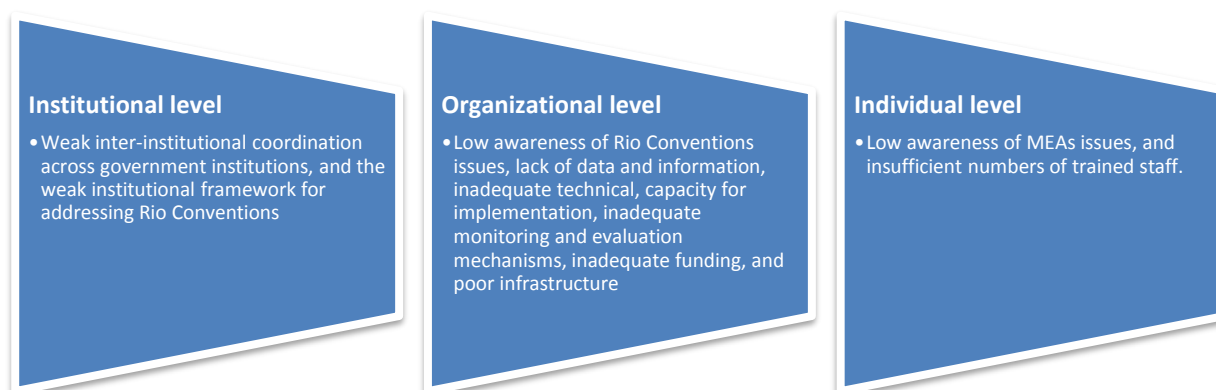 Institutional level
•Weak inter-institutional coordination
across government institutions, and the
weak institutional framework for
addressing Rio Conventions
Organizational level
•Low awareness of Rio Conventions
issues, lack of data and information,
inadequate technical, capacity for
implementation, inadequate
monitoring and evaluation
mechanisms, inadequate funding, and
poor infrastructure
Individual level
•Low awareness of MEAs issues, and
insufficient numbers of trained staff.